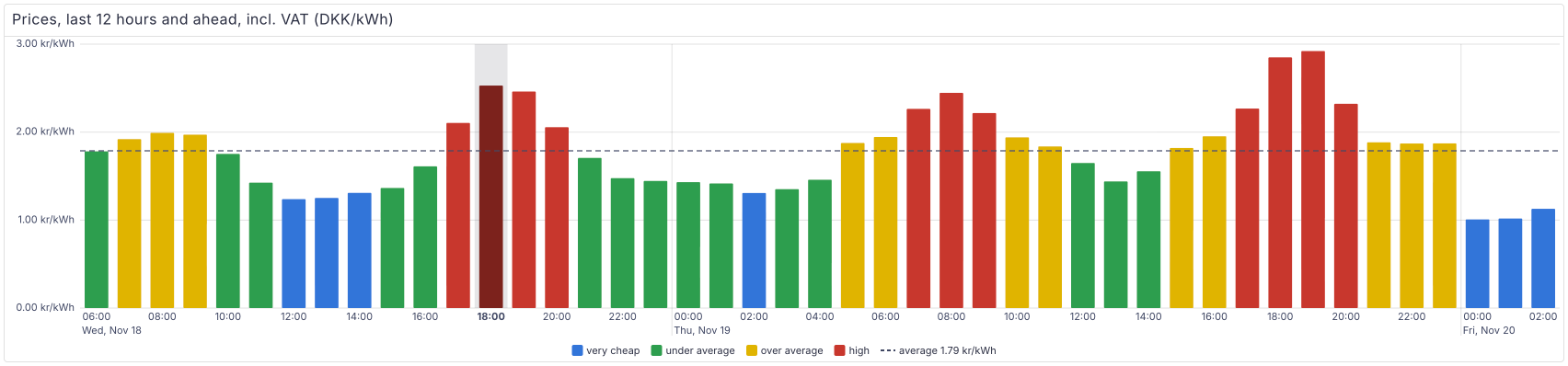 Prices, last 12 hours and ahead, incl. VAT (DKK/kWh)
3.00 kr/kWh
2.00 kr/kWh
1.00 kr/kWh
0.00 kr/kWh
06:00 08:00 10:00 12:00 14:00 16:00 18:00 20:00 22:00 00:00 02:00 04:00 06:00 08:00 10:00 12:00 14:00 16:00 18:00 20:00 22:00 00:00 02:00
Wed, Nov 18 Thu, Nov 19 Fri, Nov 20
very cheap under average over average high average 1.79 kr/kWh